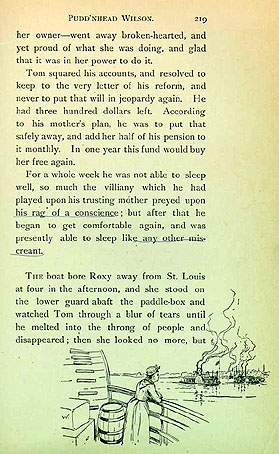 PUDD'NHEAD WILSON. 219
her owner—went away broken-hearted, and
yet proud of what she was doing, and glad
that it was in her power to do it.
Tom squared his accounts, and resolved to
keep to the very letter of his reform, and
never to put that will in jeopardy again. He
had three hundred dollars left. According
to his mother's plan, he was to put that
safely away, and add her half of his pension to
it monthly. In one year this fund would buy
her free again.
For a whole week he was not able to sleep
well, so much the villiany which he had
played upon his trusting mother preyed upon
his rag of a conscience; but after that he
began to get comfortable again, and was
presently able to sleep like any other mis-
creant.
THE boat bore Roxy away from St. Louis
at four in the afternoon, and she stood on
the lower guard abaft the paddle-box and
watched Tom through a blur of tears until
he melted into the throng of people and
disappeared; then she looked no more, but